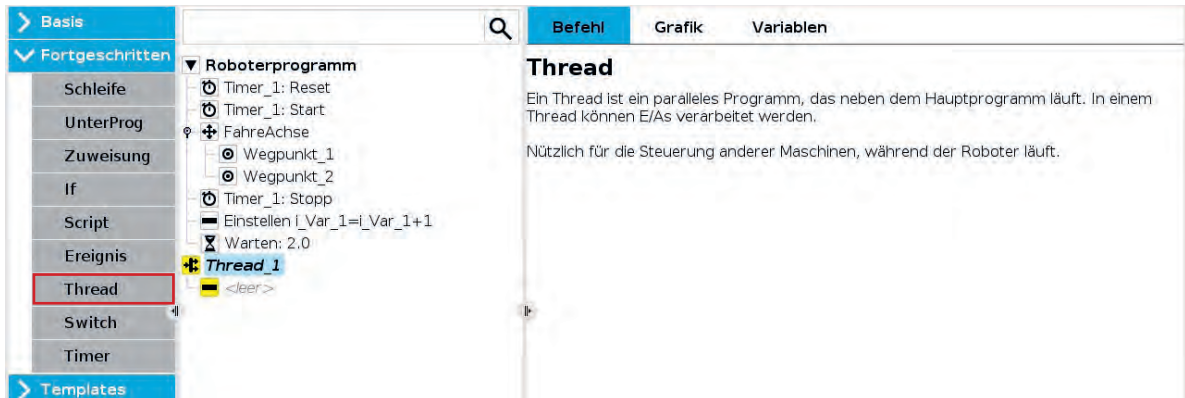 Basis
Fortgeschritten
Schleife
UnterProg
Zuweisung
If
Script
Ereignis
Thread
Switch
Timer
Templates
Roboterprogramm
Timer_1: Reset
Timer_1: Start
FahreAchse
Wegpunkt_1
Wegpunkt_2
Timer_1: Stopp
Einstellen i_Var_1=i_Var_1+1
Warten: 2.0
Thread_1
<leer>
Befehl Grafik Variablen
Thread
Ein Thread ist ein paralleles Programm, das neben dem Hauptprogramm läuft. In einem
Thread können E/As verarbeitet werden.
Nützlich für die Steuerung anderer Maschinen, während der Roboter läuft.